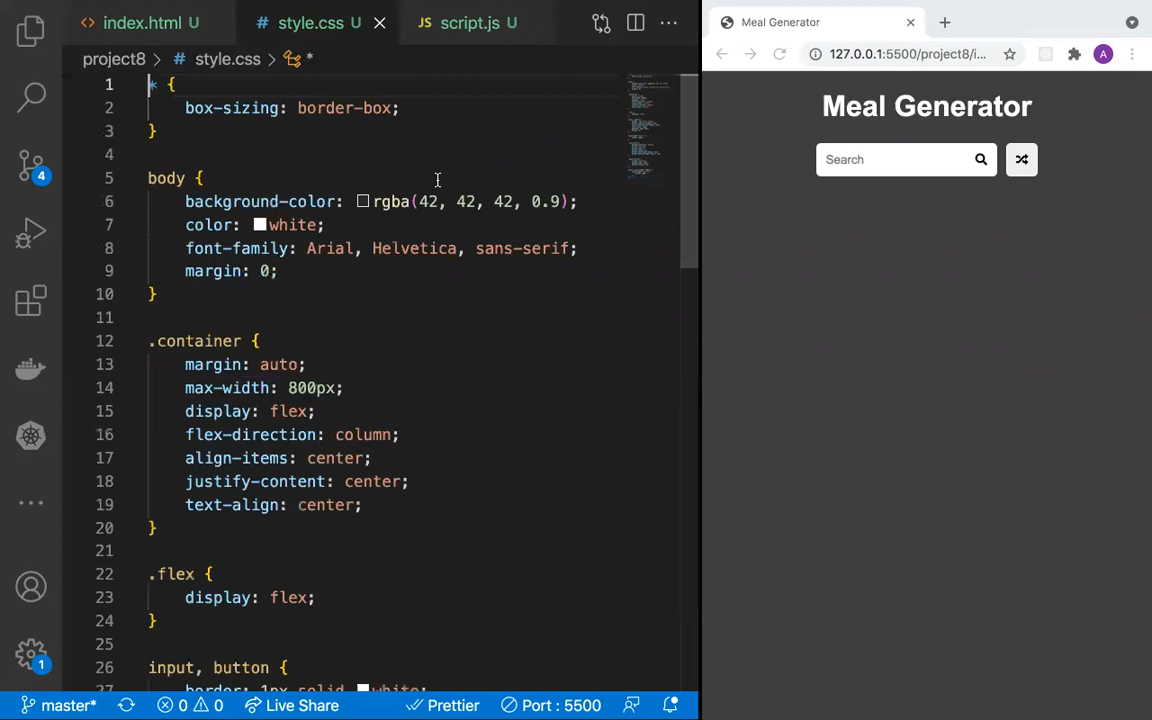 index.html U
# style.css U
JS script.js U
project8 > # style.css > *
1 * {
2 box-sizing: border-box;
3 }
4
5 body {
6 background-color: rgba(42, 42, 42, 0.9);
7 color: white;
8 font-family: Arial, Helvetica, sans-serif;
9 margin: 0;
10 }
11
12 .container {
13 margin: auto;
14 max-width: 800px;
15 display: flex;
16 flex-direction: column;
17 align-items: center;
18 justify-content: center;
19 text-align: center;
20 }
21
22 .flex {
23 display: flex;
24 }
25
26 input, button {
27 border: 1px solid white;
4
1
master* 0 0 Live Share Prettier Port : 5500
Meal Generator
127.0.0.1:5500/project8/i...
A
Meal Generator
Search